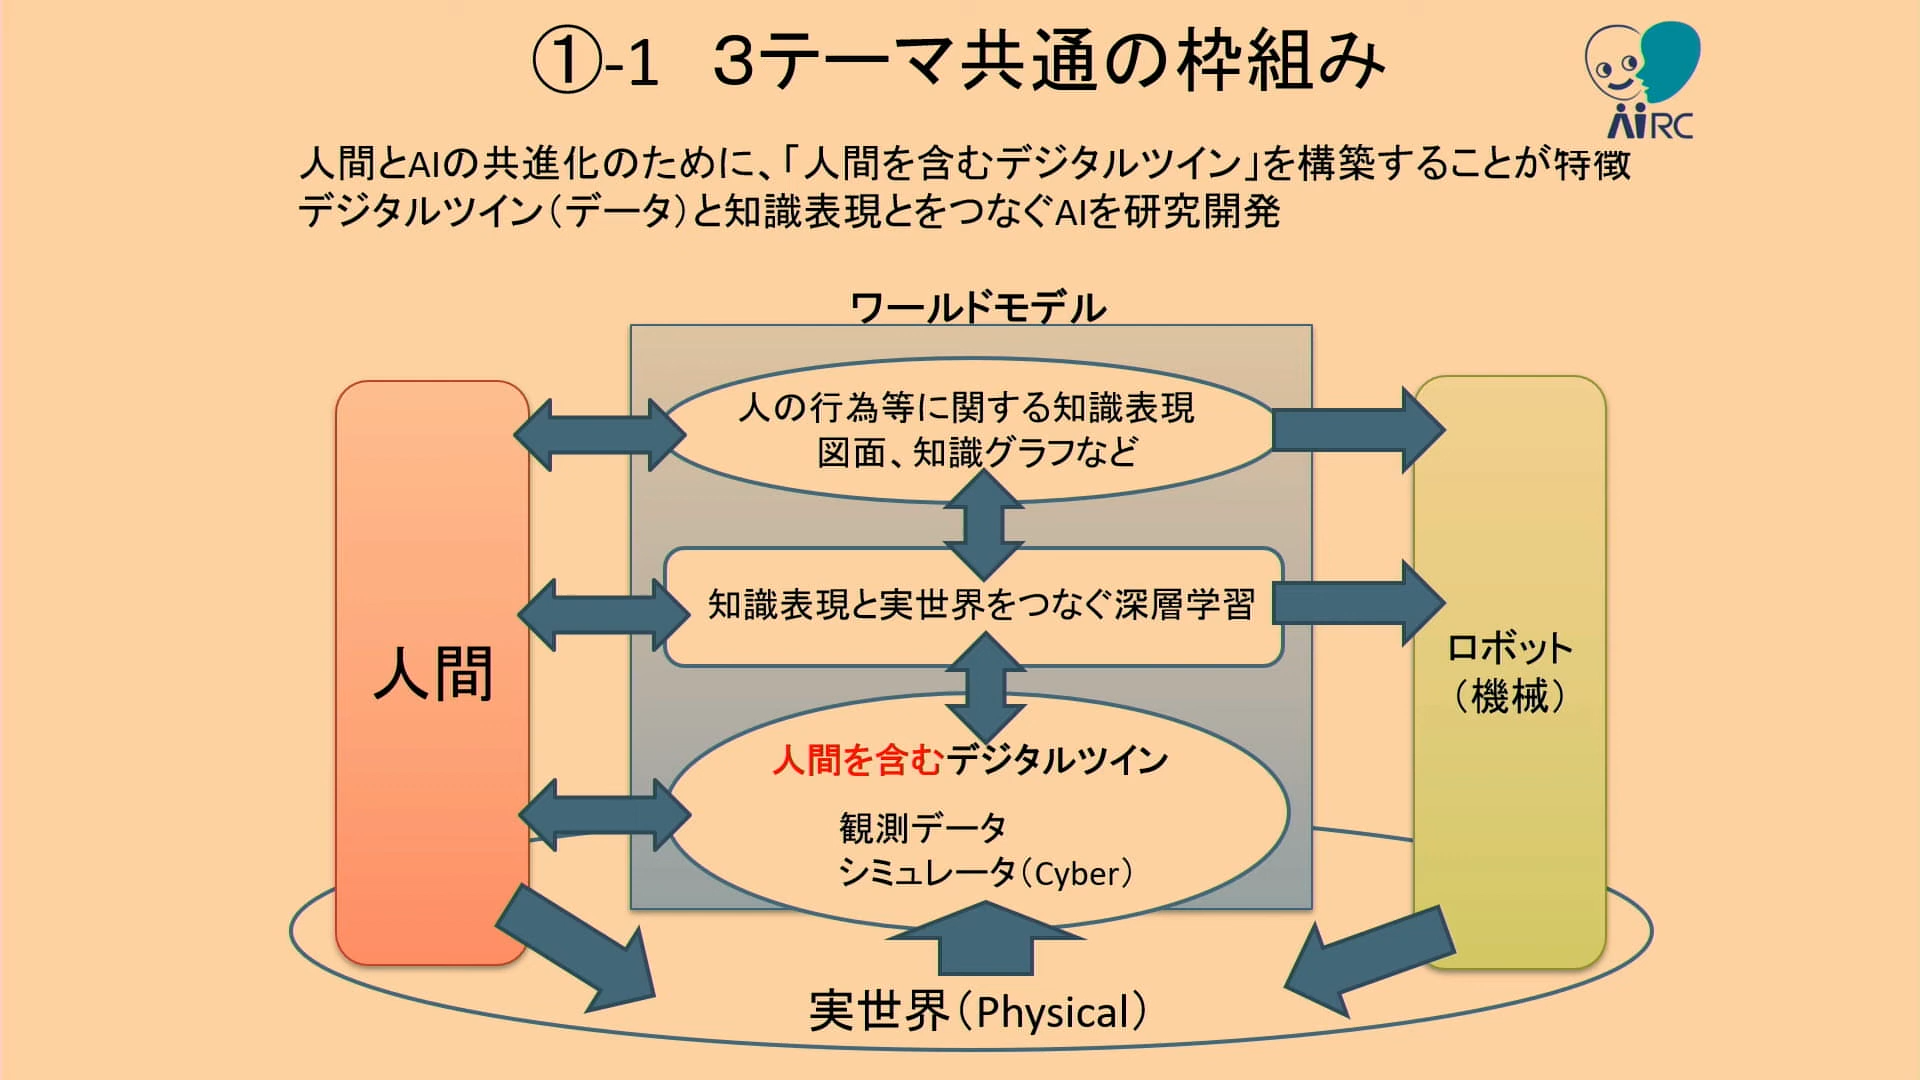 ①-1　3テーマ共通の枠組み
AIRC
人間とAIの共進化のために、「人間を含むデジタルツイン」を構築することが特徴
デジタルツイン（データ）と知識表現とをつなぐAIを研究開発
ワールドモデル
人の行為等に関する知識表現
図面、知識グラフなど
知識表現と実世界をつなぐ深層学習
人間
ロボット
（機械）
人間を含むデジタルツイン
観測データ
シミュレータ（Cyber）
実世界（Physical）